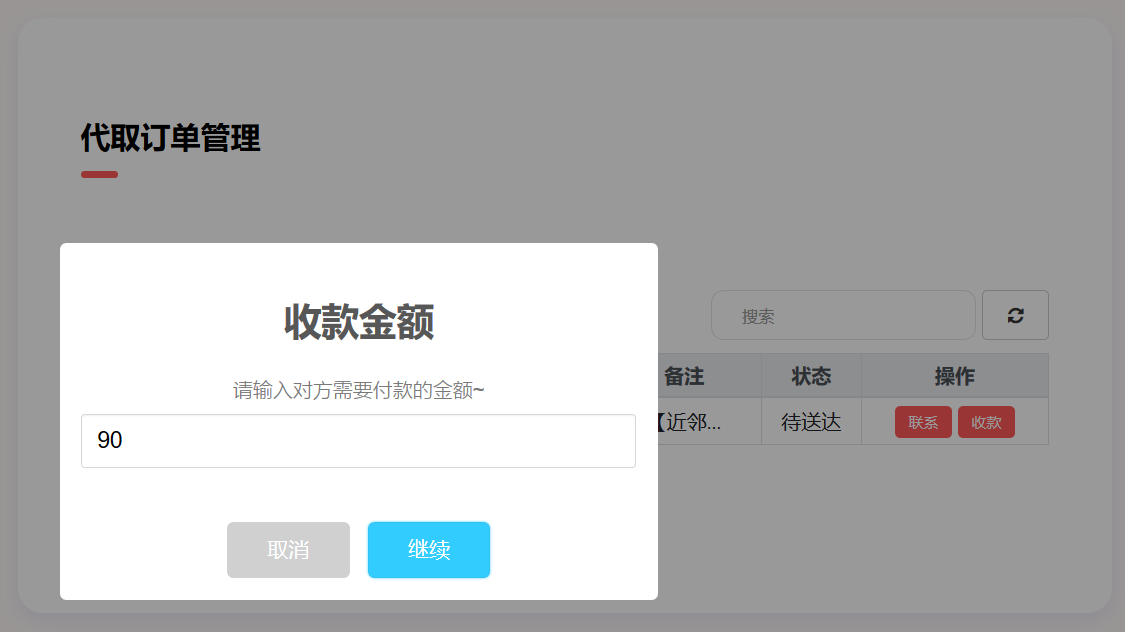 代取订单管理
收款金额
请输入对方需要付款的金额~
90
取消
继续
搜索
备注 状态 操作
【近邻... 待送达 联系 收款